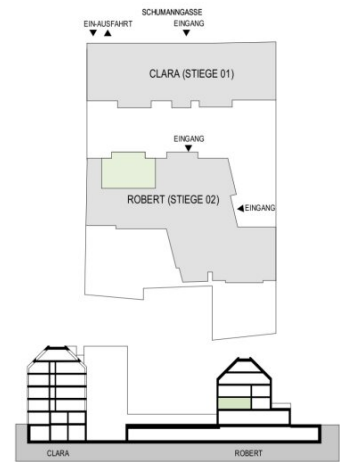 SCHUMANNGASSE
EIN-AUSFAHRT
EINGANG
CLARA (STIEGE 01)
EINGANG
ROBERT (STIEGE 02)
EINGANG
CLARA
ROBERT